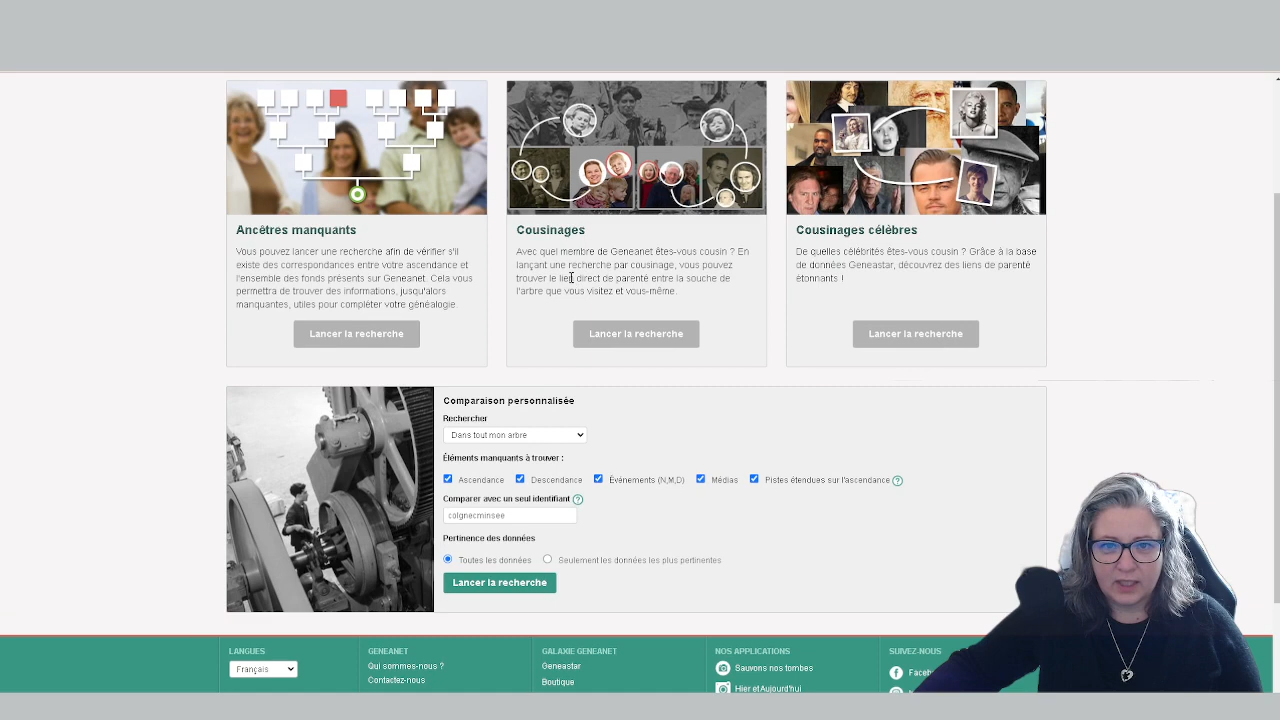 Ancêtres manquants
Vous pouvez lancer une recherche afin de vérifier s'il
existe des correspondances entre votre ascendance et
l'ensemble des fonds présents sur Geneanet. Cela vous
permettra de trouver des informations, jusqu'alors
manquantes, utiles pour compléter votre généalogie.
Lancer la recherche
Cousinages
Avec quel membre de Geneanet êtes-vous cousin ? En
lançant une recherche par cousinage, vous pouvez
trouver le lien direct de parenté entre la souche de
l'arbre que vous visitez et vous-même.
Lancer la recherche
Cousinages célèbres
De quelles célébrités êtes-vous cousin ? Grâce à la base
de données Geneastar, découvrez des liens de parenté
étonnants !
Lancer la recherche
Comparaison personnalisée
Rechercher
Dans tout mon arbre
Éléments manquants à trouver :
Ascendance Descendance Événements (N,M,D) Médias Pistes étendues sur l'ascendance ?
Comparer avec un seul identifiant ?
colgnecminsee
Pertinence des données
Toutes les données Seulement les données les plus pertinentes
Lancer la recherche
LANGUES
Français
GENEANET
Qui sommes-nous ?
Contactez-nous
GALAXIE GENEANET
Geneastar
Boutique
NOS APPLICATIONS
Sauvons nos tombes
Hier et Aujourd'hui
SUIVEZ-NOUS